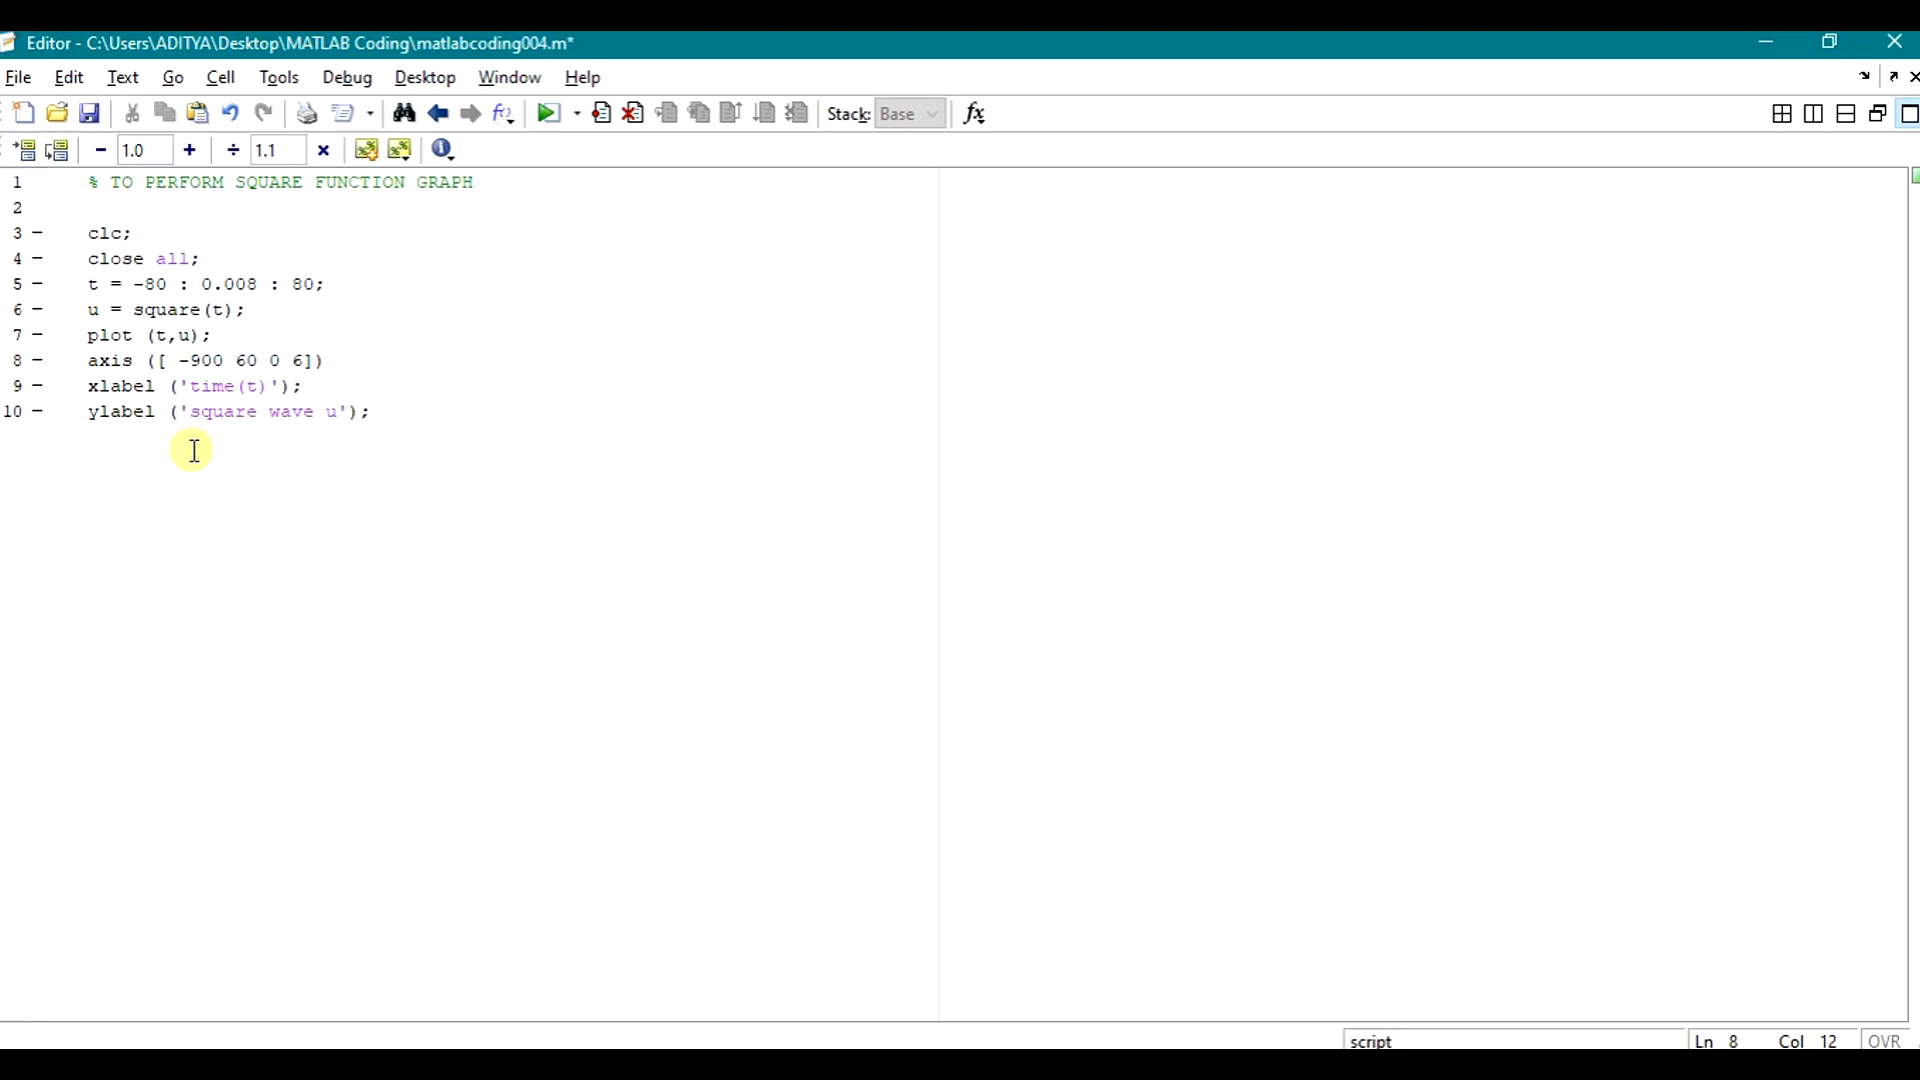 Editor - C:\Users\ADITYA\Desktop\MATLAB Coding\matlabcoding004.m*
File Edit Text Go Cell Tools Debug Desktop Window Help
Stack: Base fx
- 1.0 + ÷ 1.1 ×
1 % TO PERFORM SQUARE FUNCTION GRAPH
2
3 - clc;
4 - close all;
5 - t = -80 : 0.008 : 80;
6 - u = square(t);
7 - plot (t,u);
8 - axis ([ -900 60 0 6])
9 - xlabel ('time(t)');
10 - ylabel ('square wave u');
script Ln 8 Col 12 OVR